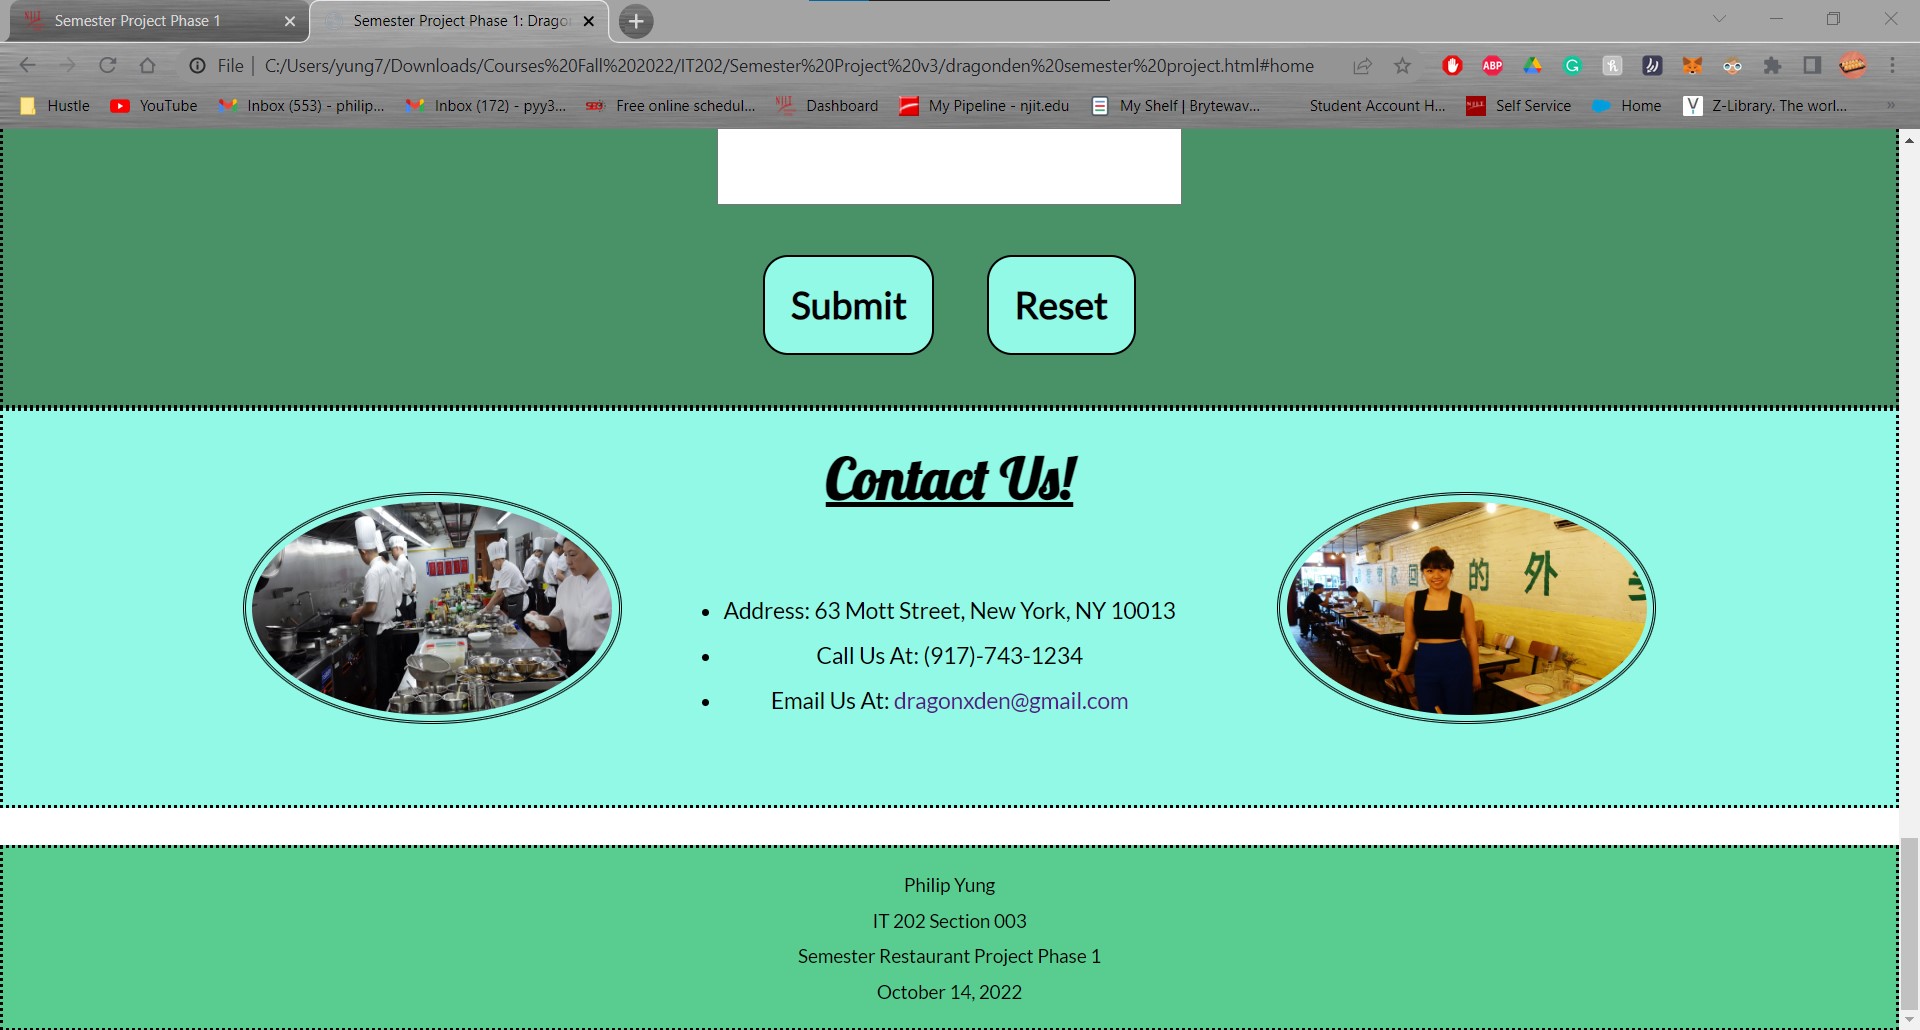 Semester Project Phase 1
Semester Project Phase 1: Drago
File | C:/Users/yung7/Downloads/Courses%20Fall%202022/IT202/Semester%20Project%20v3/dragonden%20semester%20project.html#home
ABP
Hustle
YouTube
Inbox (553) - philip...
Inbox (172) - pyy3...
Free online schedul...
Dashboard
My Pipeline - njit.edu
My Shelf | Brytewav...
Student Account H...
Self Service
Home
Z-Library. The worl...
Submit
Reset
Contact Us!
的 外
• Address: 63 Mott Street, New York, NY 10013
• Call Us At: (917)-743-1234
• Email Us At: dragonxden@gmail.com
Philip Yung
IT 202 Section 003
Semester Restaurant Project Phase 1
October 14, 2022